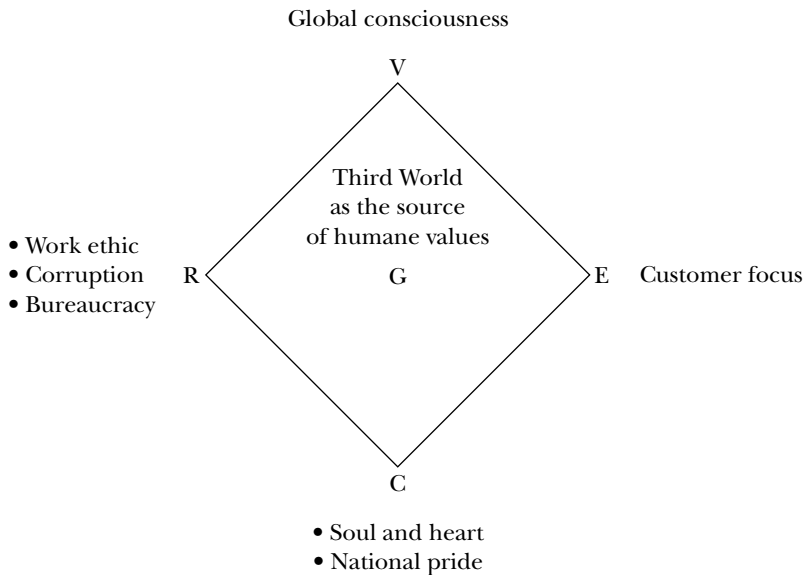 Global consciousness
V
Third World
as the source
of humane values
• Work ethic
• Corruption
• Bureaucracy
R
G
E
Customer focus
C
• Soul and heart
• National pride